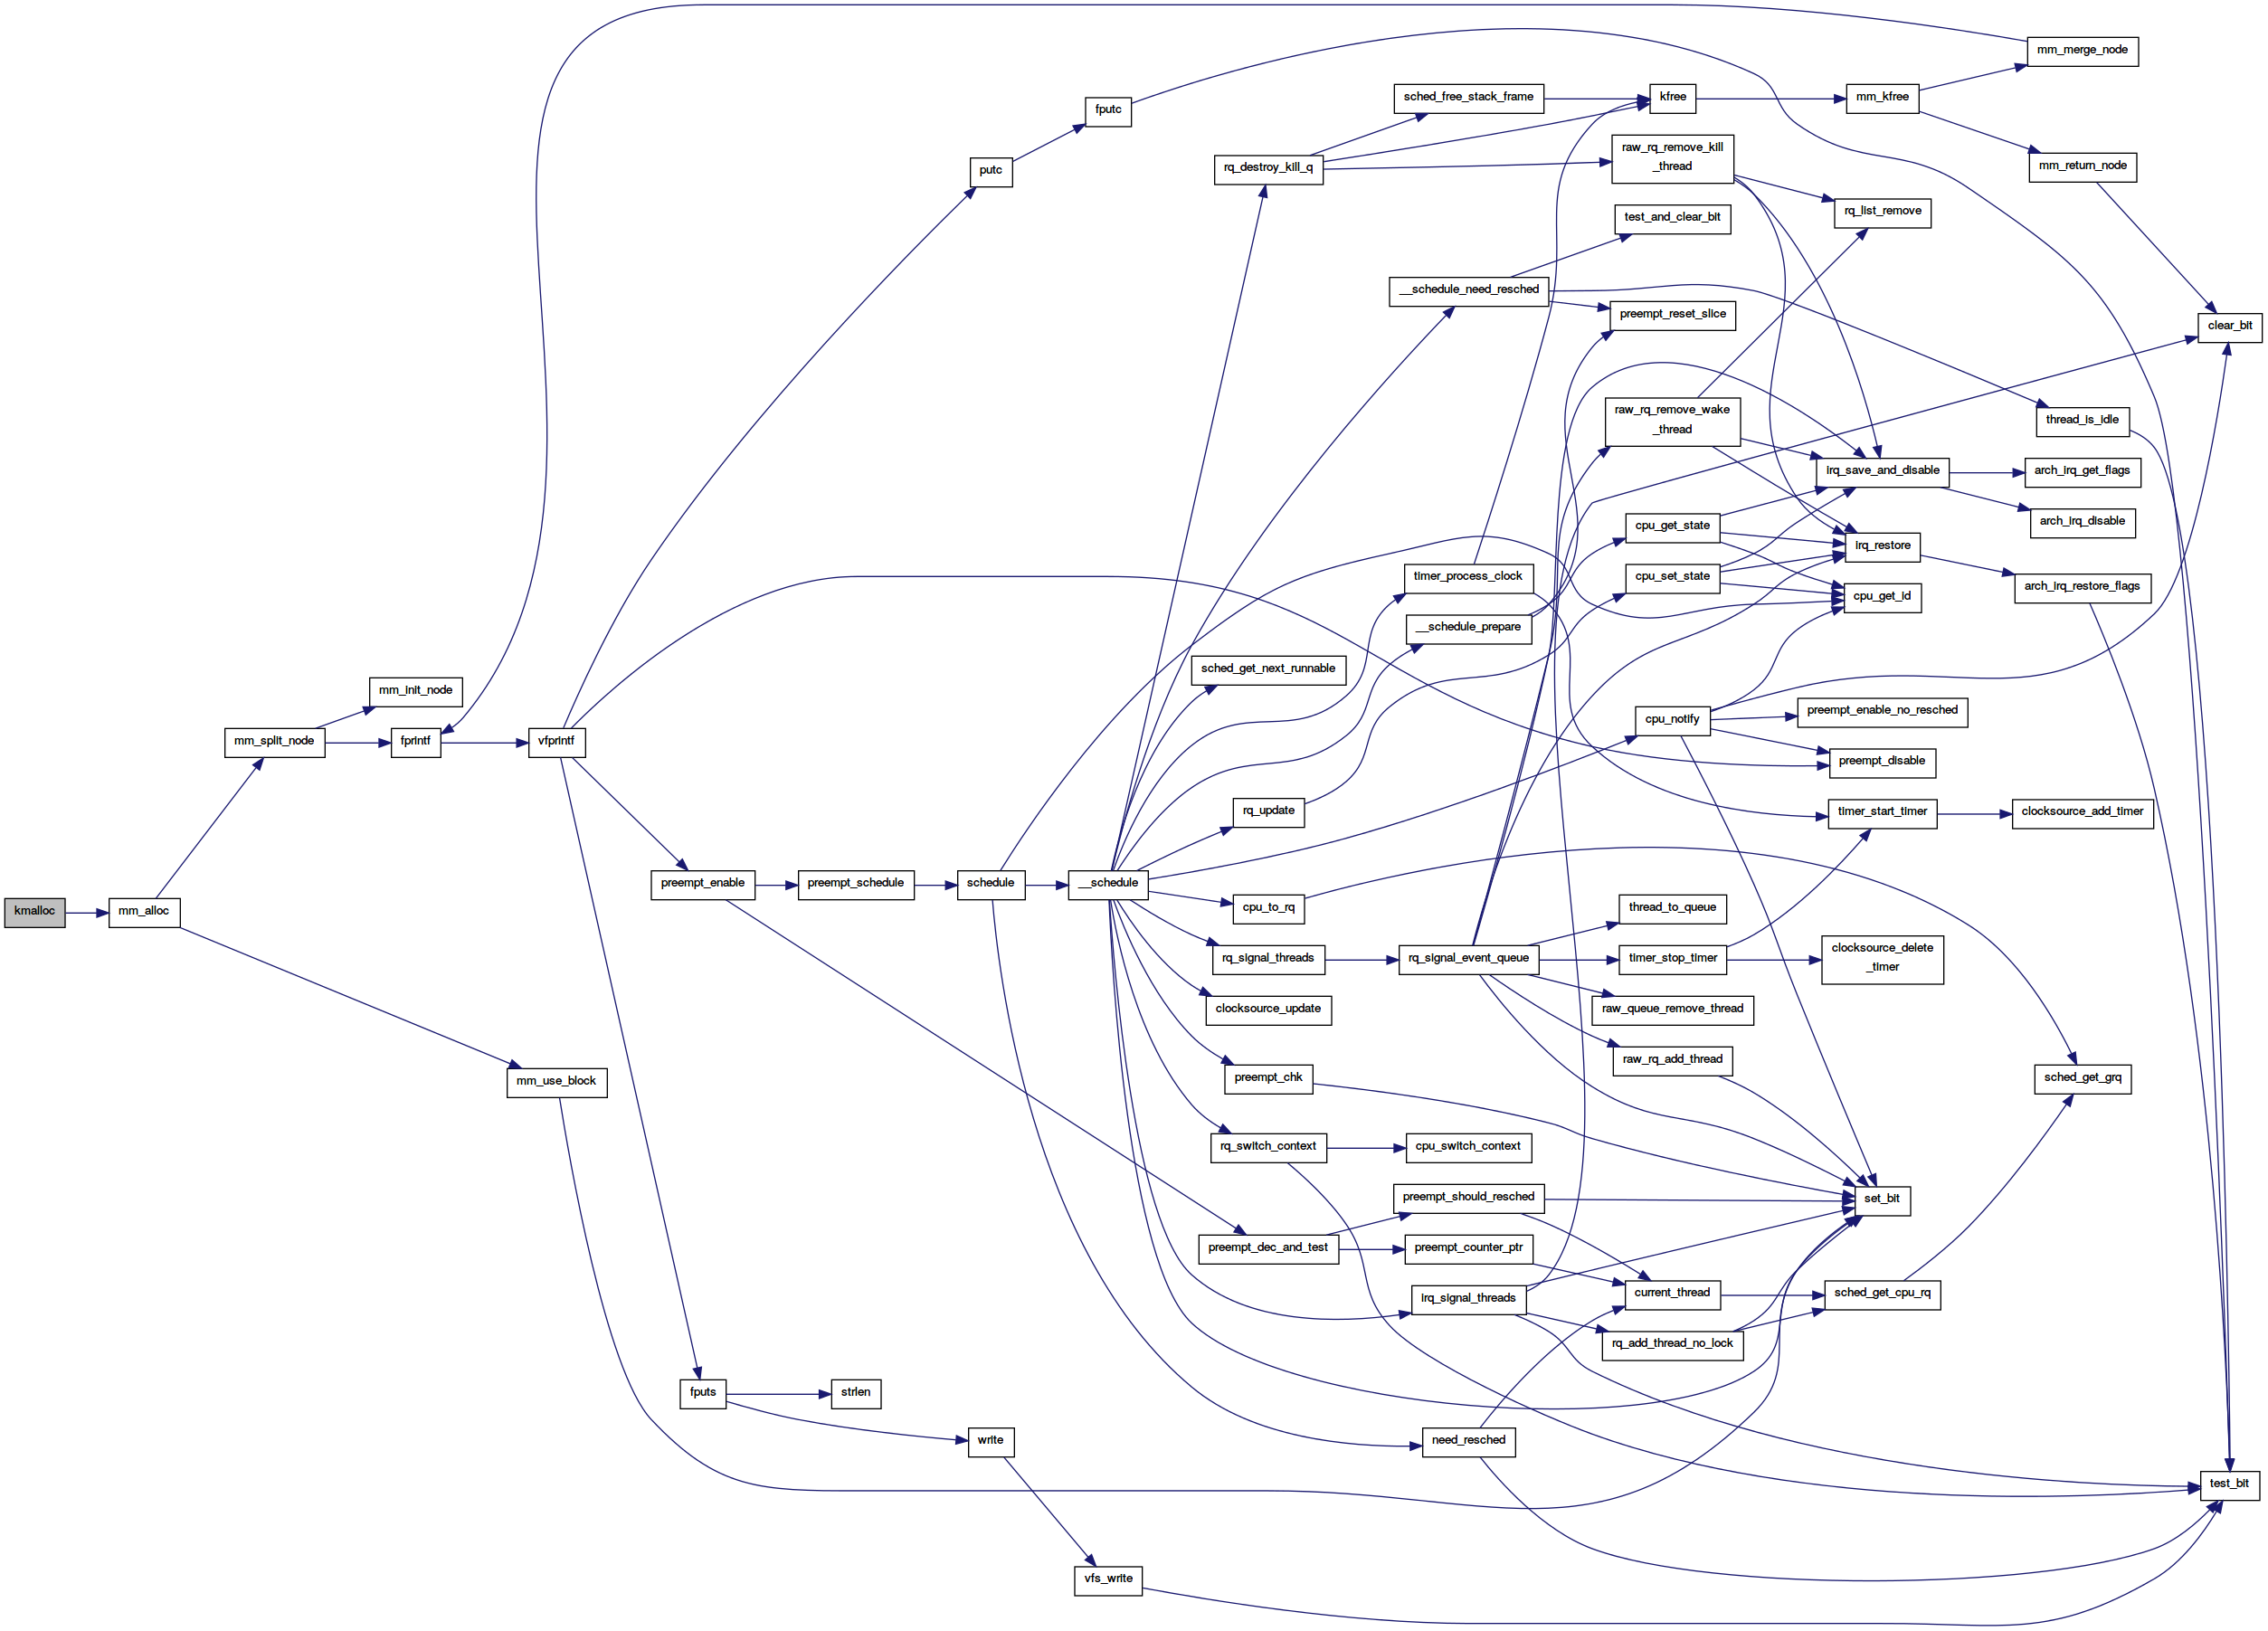 mm_merge_node
fputc
sched_free_stack_frame
kfree
mm_kfree
putc
rq_destroy_kill_q
raw_rq_remove_kill
_thread
mm_return_node
rq_list_remove
test_and_clear_bit
__schedule_need_resched
preempt_reset_slice
clear_bit
raw_rq_remove_wake
_thread
thread_is_idle
irq_save_and_disable
arch_irq_get_flags
cpu_get_state
arch_irq_disable
irq_restore
timer_process_clock
cpu_set_state
arch_irq_restore_flags
cpu_get_id
__schedule_prepare
sched_get_next_runnable
mm_init_node
cpu_notify
preempt_enable_no_resched
mm_split_node
fprintf
vfprintf
preempt_disable
rq_update
timer_start_timer
clocksource_add_timer
preempt_enable
preempt_schedule
schedule
__schedule
kmalloc
mm_alloc
cpu_to_rq
thread_to_queue
rq_signal_threads
rq_signal_event_queue
timer_stop_timer
clocksource_delete
_timer
clocksource_update
raw_queue_remove_thread
raw_rq_add_thread
mm_use_block
preempt_chk
sched_get_grq
rq_switch_context
cpu_switch_context
preempt_should_resched
set_bit
preempt_dec_and_test
preempt_counter_ptr
irq_signal_threads
current_thread
sched_get_cpu_rq
rq_add_thread_no_lock
fputs
strlen
write
need_resched
test_bit
vfs_write